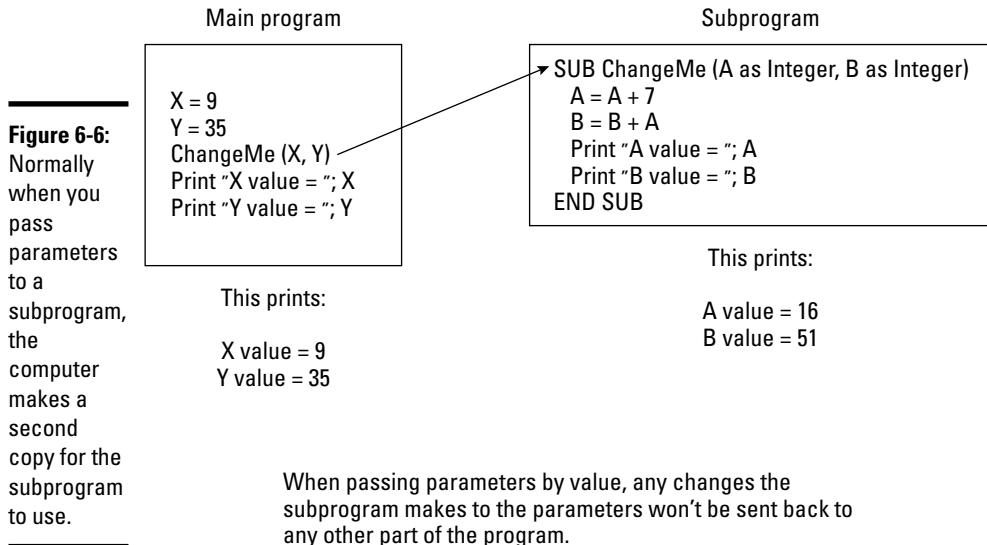 Main program
X = 9
Y = 35
ChangeMe (X, Y)
Print "X value = "; X
Print "Y value = "; Y
This prints:
X value = 9
Y value = 35
Subprogram
SUB ChangeMe (A as Integer, B as Integer)
A = A + 7
B = B + A
Print "A value = "; A
Print "B value = "; B
END SUB
This prints:
A value = 16
B value = 51
Figure 6-6:
Normally
when you
pass
parameters
to a
subprogram,
the
computer
makes a
second
copy for the
subprogram
to use.
When passing parameters by value, any changes the
subprogram makes to the parameters won't be sent back to
any other part of the program.